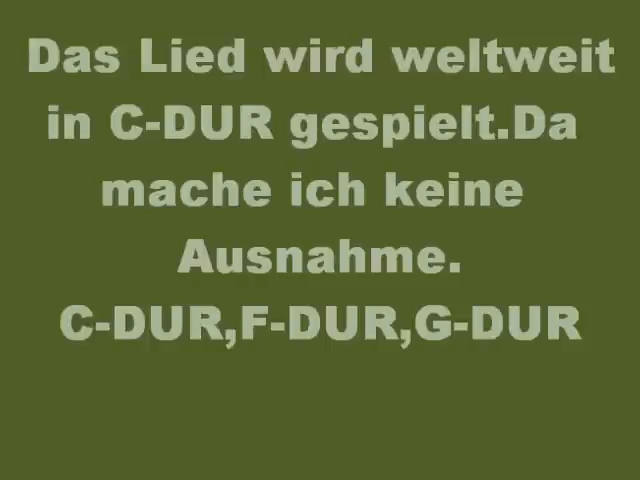 Das Lied wird weltweit
in C-DUR gespielt.Da
mache ich keine
Ausnahme.
C-DUR,F-DUR,G-DUR